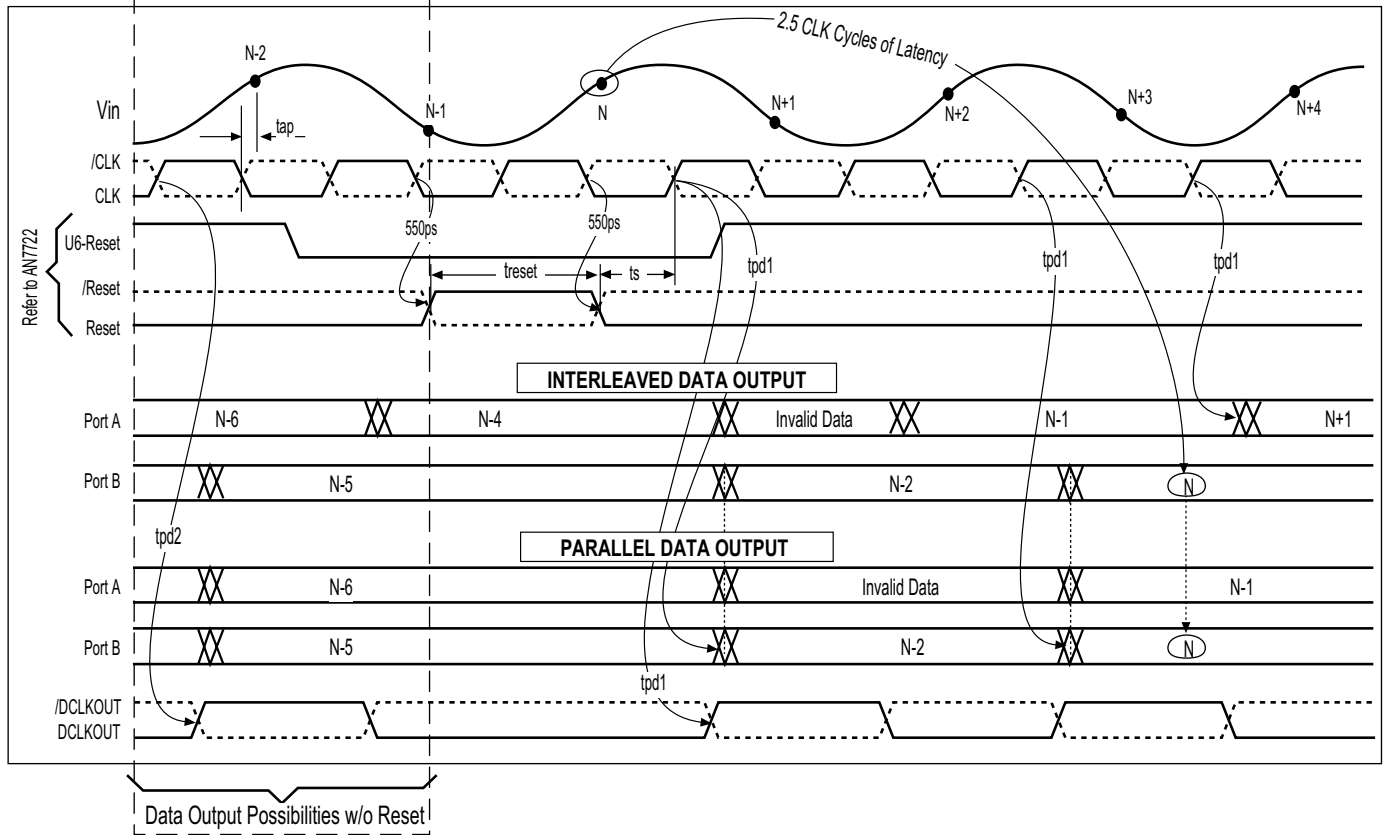 2.5 CLK Cycles of Latency
N-2
N-1
N
N+1
N+2
N+3
N+4
Vin
tap
/CLK
CLK
Refer to AN7722
U6-Reset
550ps
550ps
treset
ts
tpd1
tpd1
tpd1
/Reset
Reset
INTERLEAVED DATA OUTPUT
Port A
N-6
N-4
Invalid Data
N-1
N+1
Port B
N-5
N-2
N
tpd2
PARALLEL DATA OUTPUT
Port A
N-6
Invalid Data
N-1
Port B
N-5
N-2
N
tpd1
/DCLKOUT
DCLKOUT
Data Output Possibilities w/o Reset